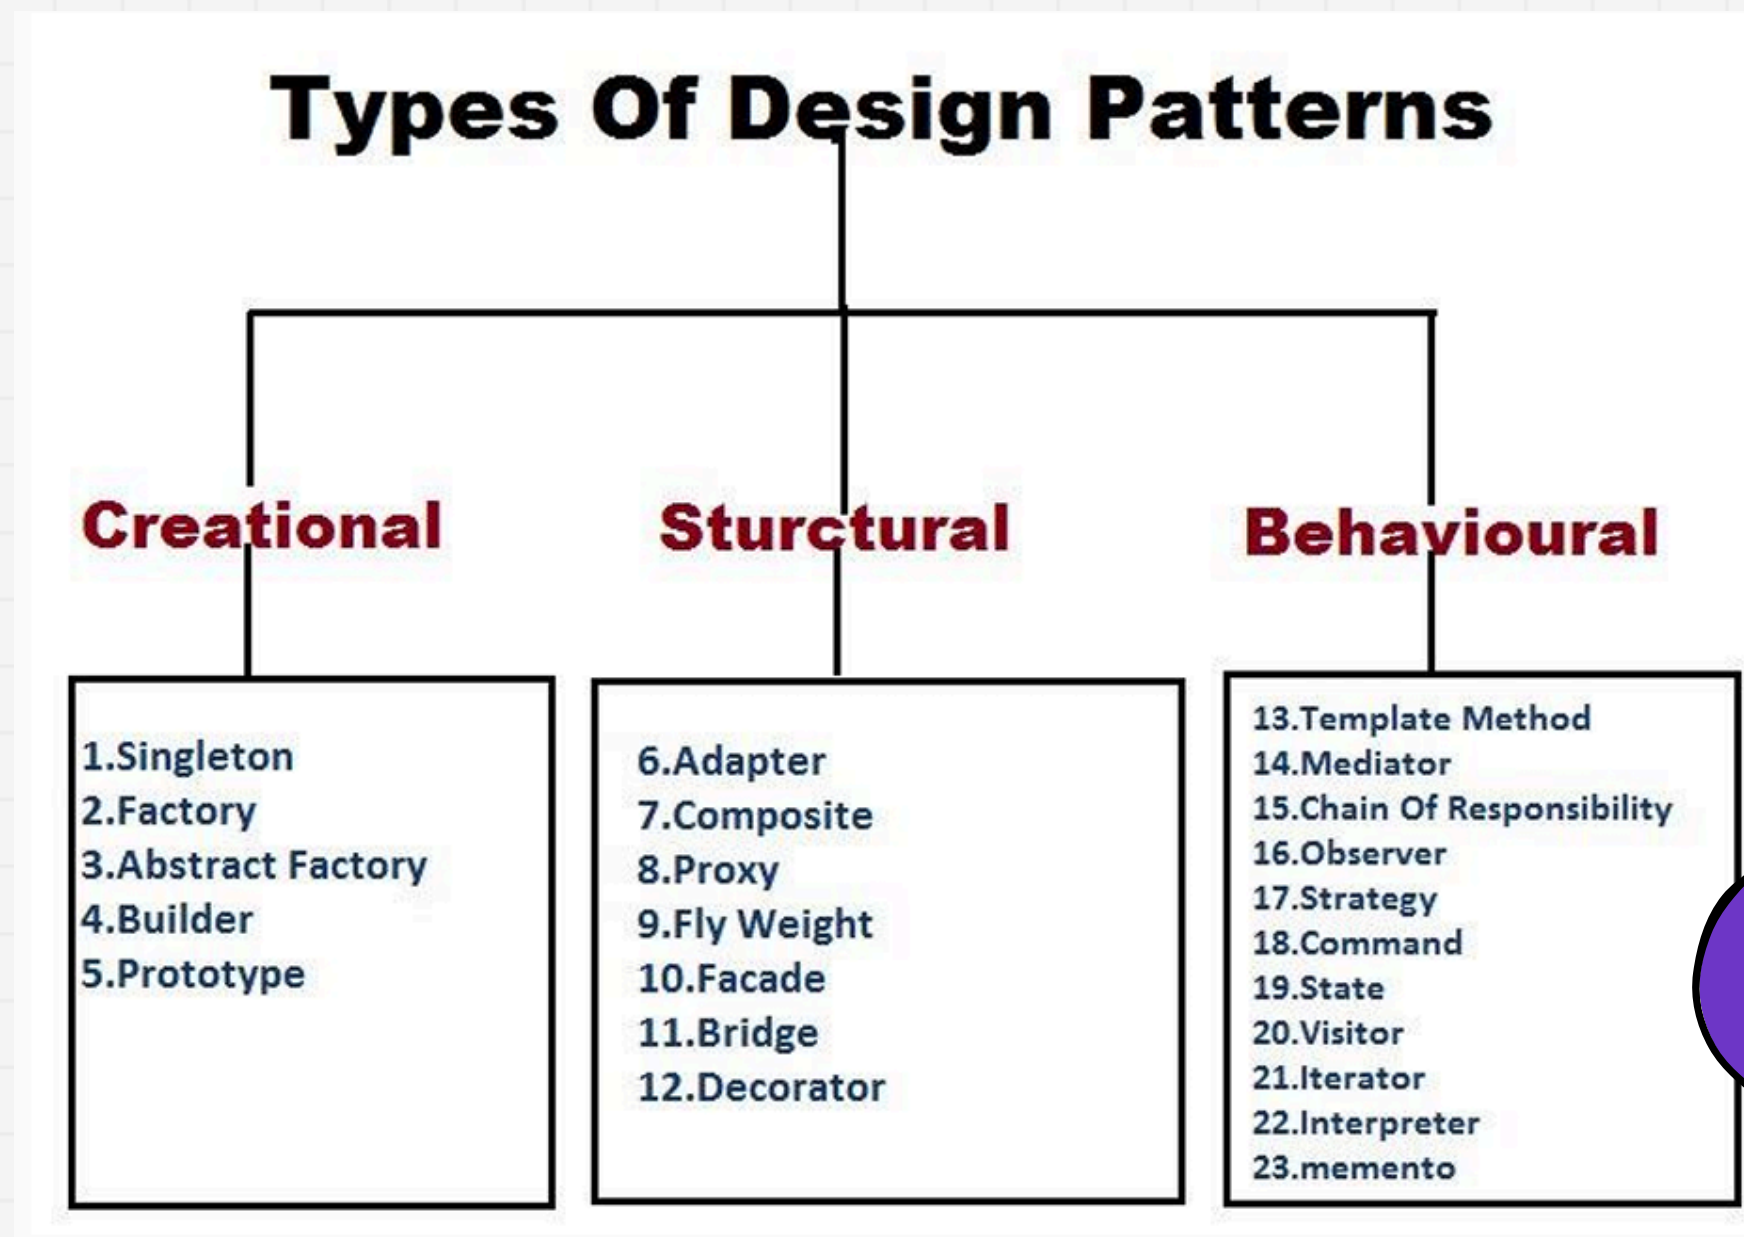 Types Of Design Patterns
Creational
Sturctural
Behavioural
1.Singleton
2.Factory
3.Abstract Factory
4.Builder
5.Prototype
6.Adapter
7.Composite
8.Proxy
9.Fly Weight
10.Facade
11.Bridge
12.Decorator
13.Template Method
14.Mediator
15.Chain Of Responsibility
16.Observer
17.Strategy
18.Command
19.State
20.Visitor
21.Iterator
22.Interpreter
23.memento